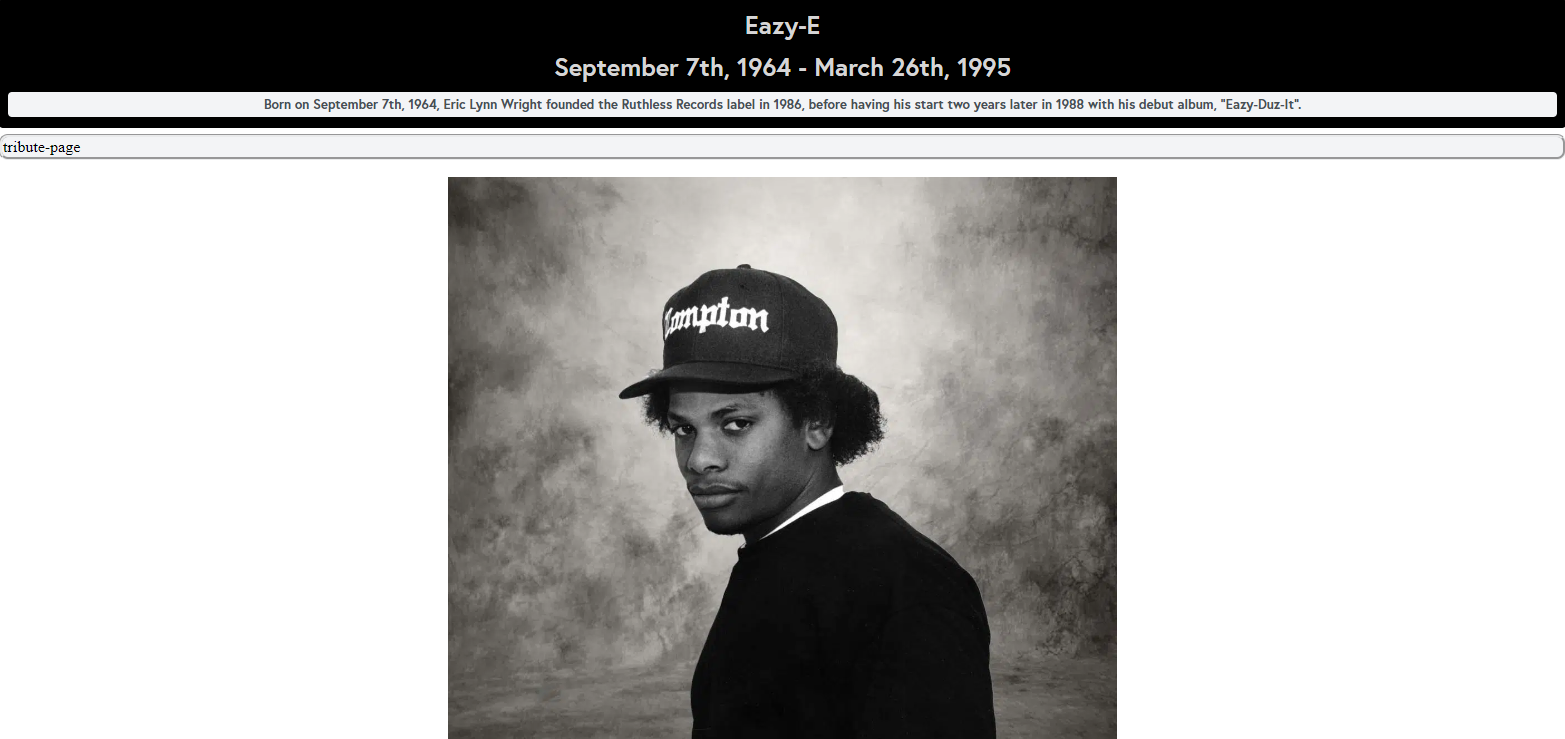 Eazy-E
September 7th, 1964 - March 26th, 1995
Born on September 7th, 1964, Eric Lynn Wright founded the Ruthless Records label in 1986, before having his start two years later in 1988 with his debut album, "Eazy-Duz-It".
tribute-page
Compton